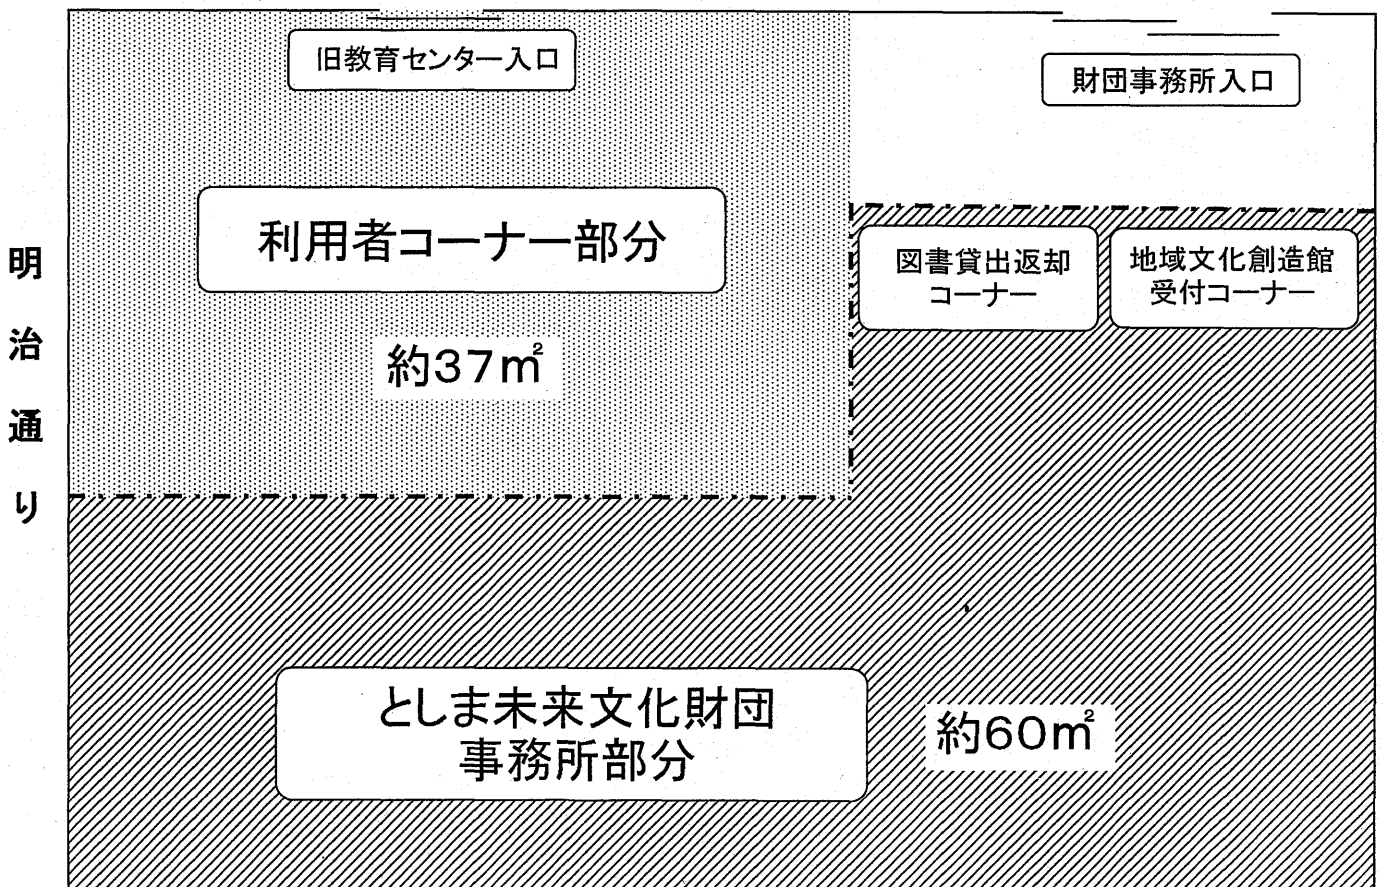 旧教育センター入口
財団事務所入口
利用者コーナー部分
図書貸出返却
コーナー
地域文化創造館
受付コーナー
約37㎡
明治通り
としま未来文化財団
事務所部分
約60㎡